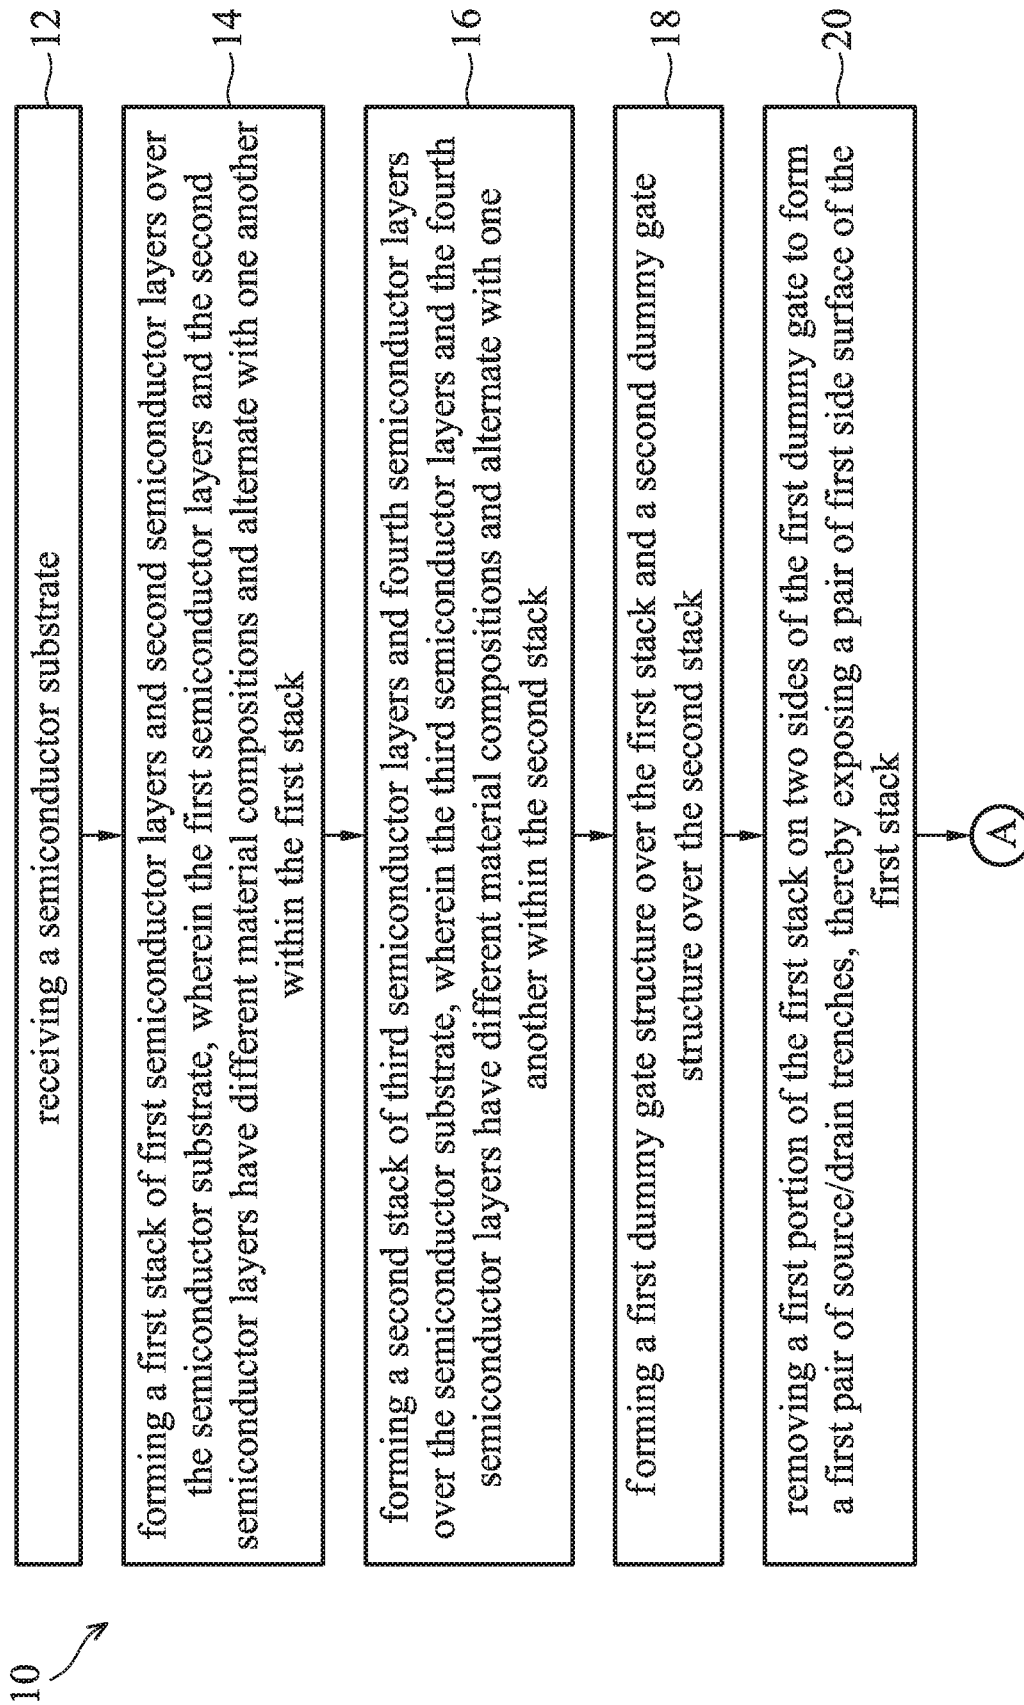 10
receiving a semiconductor substrate
12
forming a first stack of first semiconductor layers and second semiconductor layers over
the semiconductor substrate, wherein the first semiconductor layers and the second
semiconductor layers have different material compositions and alternate with one another
within the first stack
14
forming a second stack of third semiconductor layers and fourth semiconductor layers
over the semiconductor substrate, wherein the third semiconductor layers and the fourth
semiconductor layers have different material compositions and alternate with one
another within the second stack
16
forming a first dummy gate structure over the first stack and a second dummy gate
structure over the second stack
18
removing a first portion of the first stack on two sides of the first dummy gate to form
a first pair of source/drain trenches, thereby exposing a pair of first side surface of the
first stack
20
A